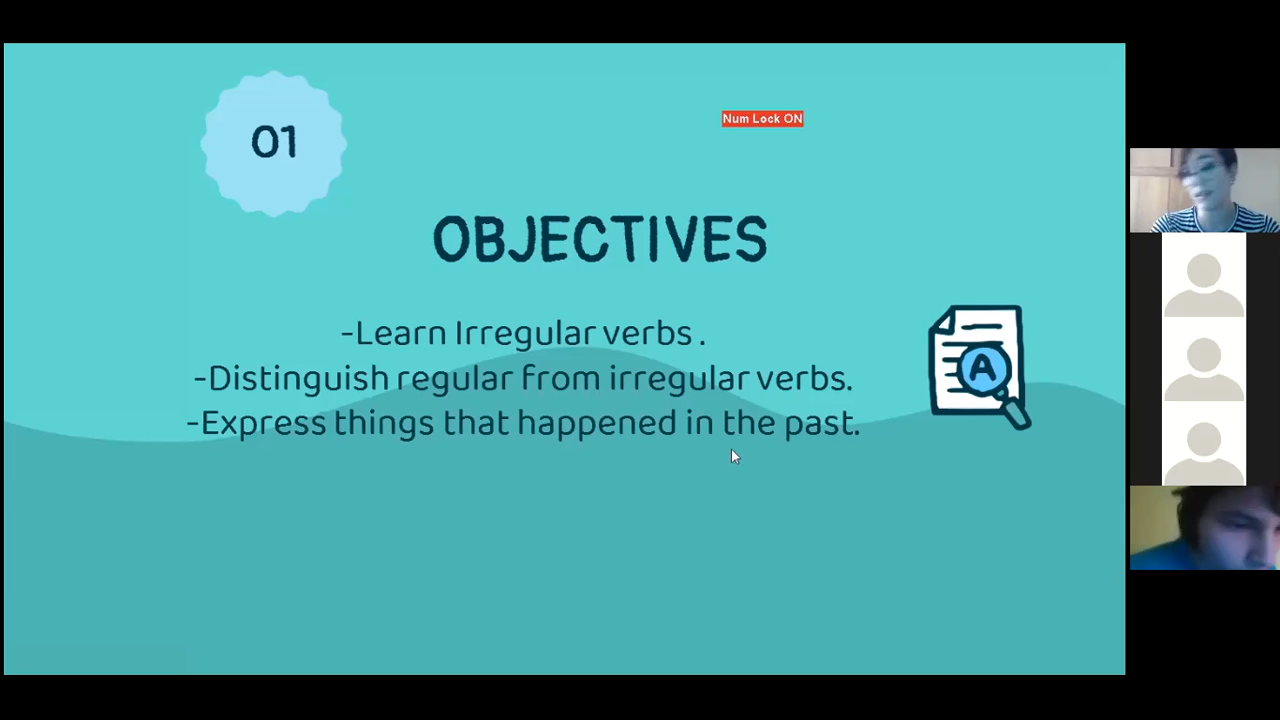 01
Num Lock ON
OBJECTIVES
-Learn Irregular verbs .
-Distinguish regular from irregular verbs.
-Express things that happened in the past.
A